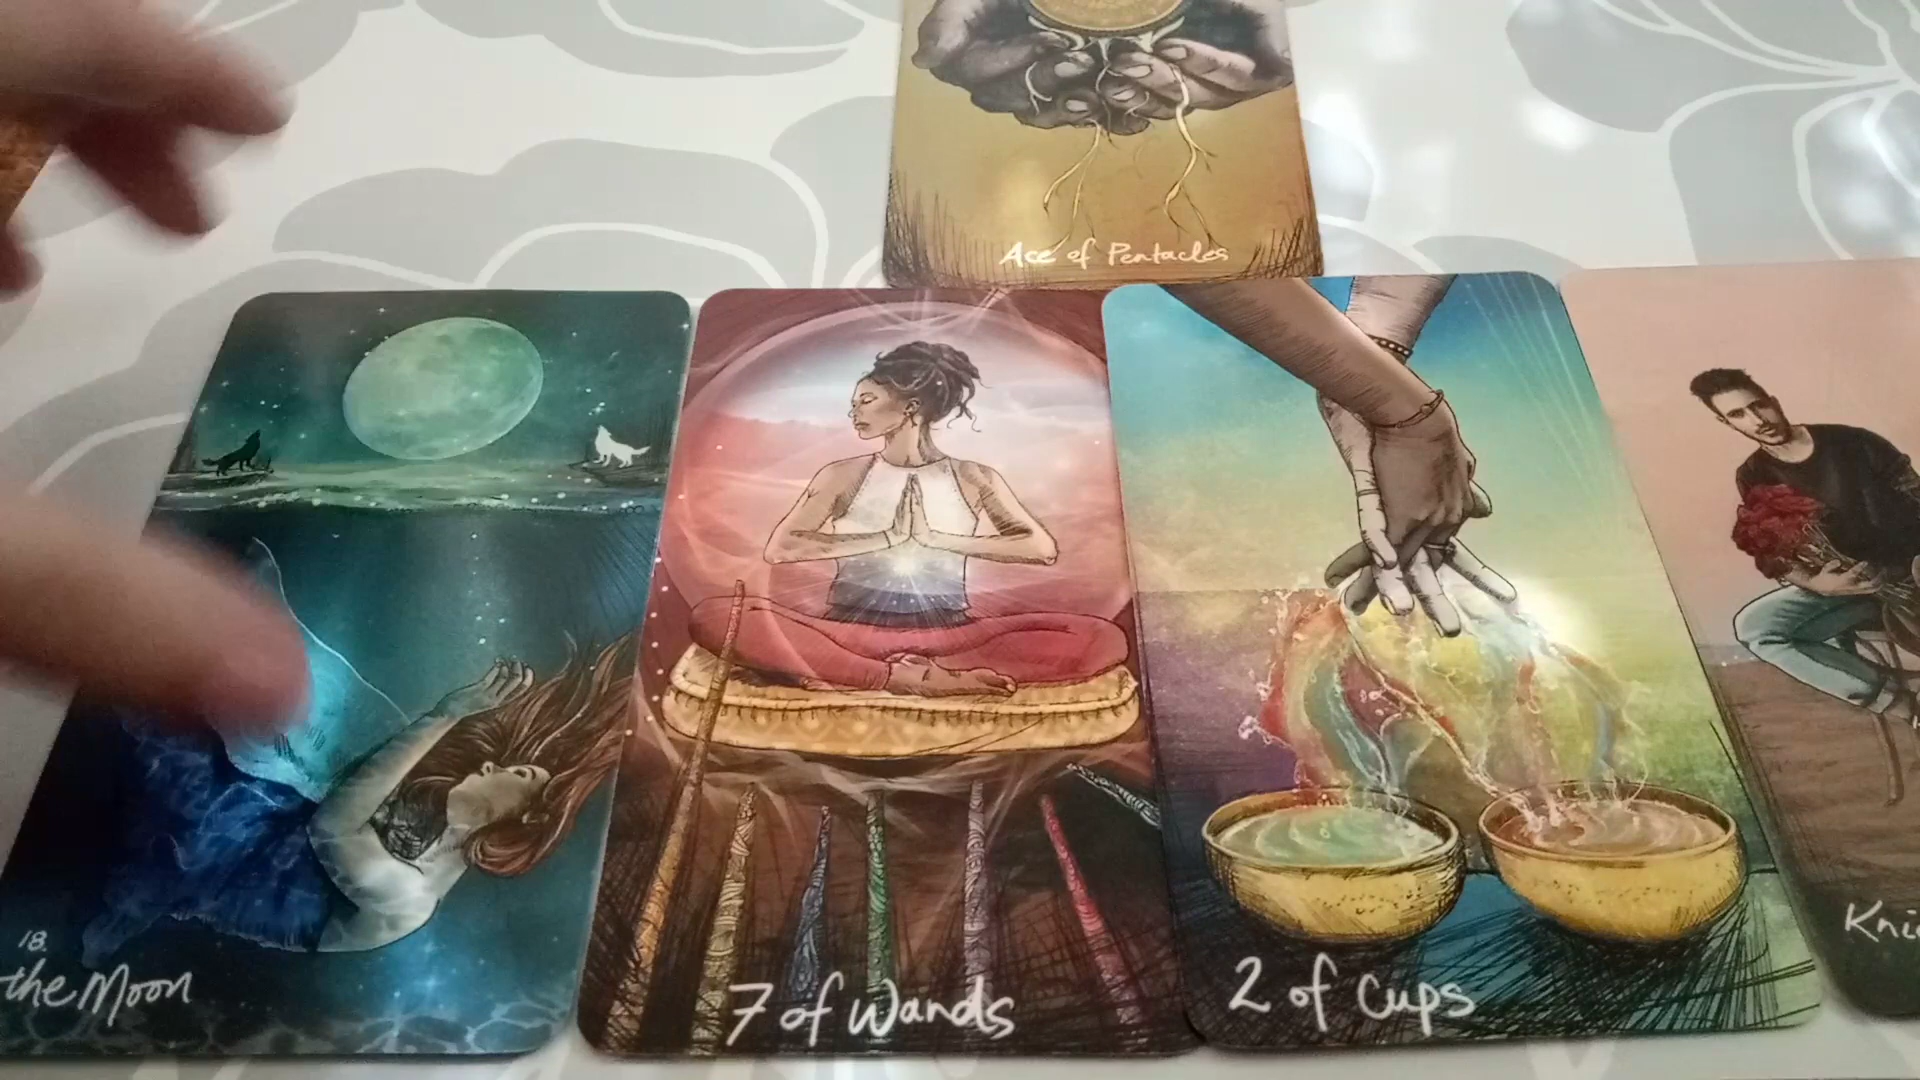 Ace of Pentacles
18.
the Moon
7 of Wands
2 of Cups